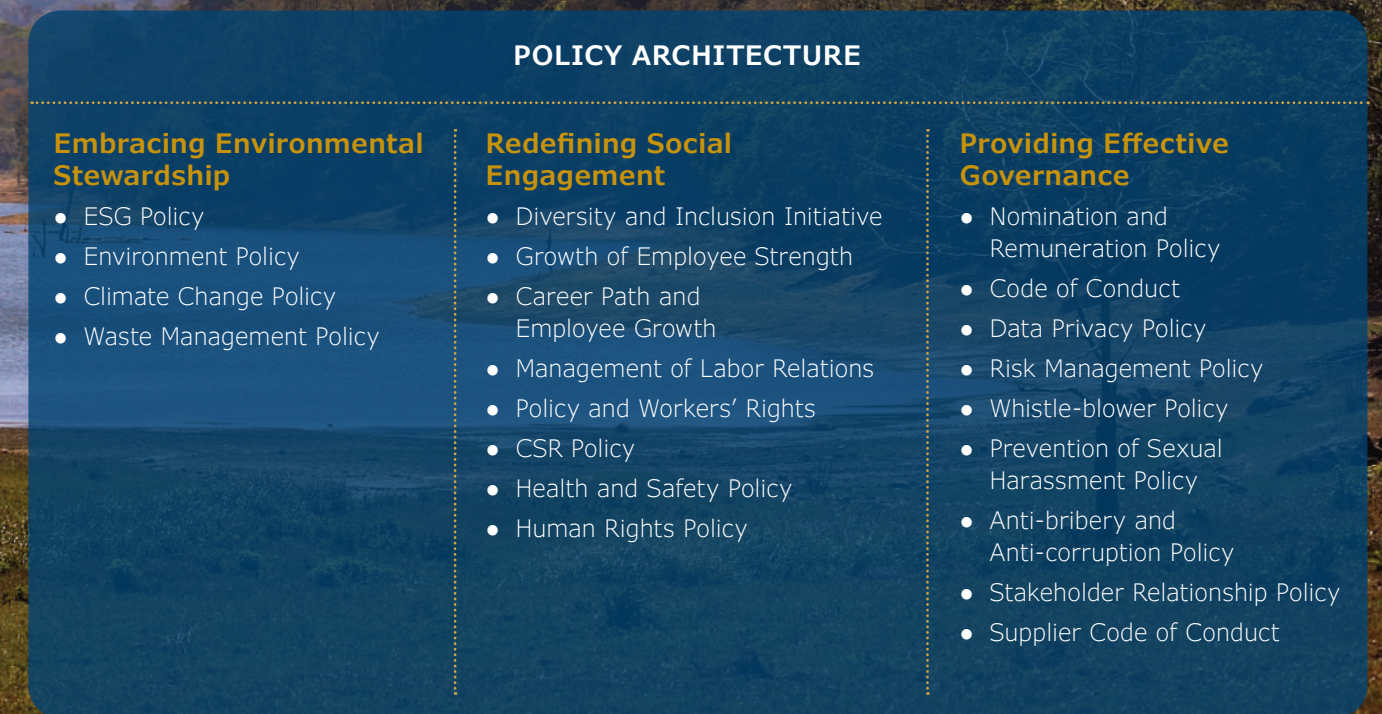 POLICY ARCHITECTURE
Embracing Environmental
Stewardship
● ESG Policy
● Environment Policy
● Climate Change Policy
● Waste Management Policy
Redefining Social
Engagement
● Diversity and Inclusion Initiative
● Growth of Employee Strength
● Career Path and
Employee Growth
● Management of Labor Relations
● Policy and Workers’ Rights
● CSR Policy
● Health and Safety Policy
● Human Rights Policy
Providing Effective
Governance
● Nomination and
Remuneration Policy
● Code of Conduct
● Data Privacy Policy
● Risk Management Policy
● Whistle-blower Policy
● Prevention of Sexual
Harassment Policy
● Anti-bribery and
Anti-corruption Policy
● Stakeholder Relationship Policy
● Supplier Code of Conduct